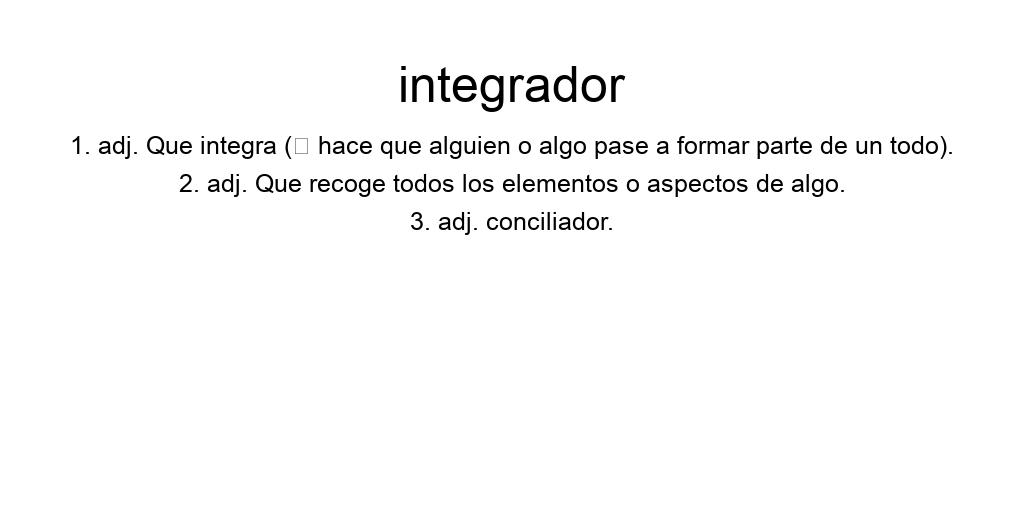 integrador
1. adj. Que integra (□ hace que alguien o algo pase a formar parte de un todo).
2. adj. Que recoge todos los elementos o aspectos de algo.
3. adj. conciliador.